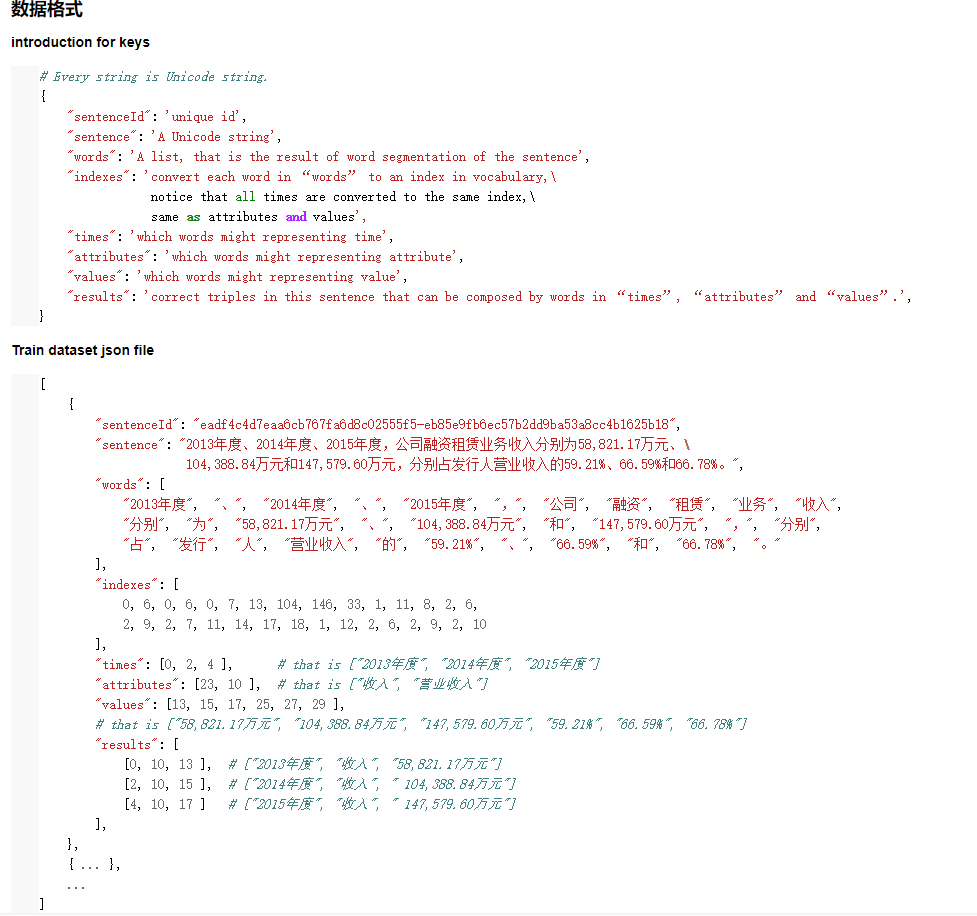 数据格式
introduction for keys
# Every string is Unicode string.
{
"sentenceId": 'unique id',
"sentence": 'A Unicode string',
"words": 'A list, that is the result of word segmentation of the sentence',
"indexes": 'convert each word in “words” to an index in vocabulary,\
notice that all times are converted to the same index,\
same as attributes and values',
"times": 'which words might representing time',
"attributes": 'which words might representing attribute',
"values": 'which words might representing value',
"results": 'correct triples in this sentence that can be composed by words in “times”, “attributes” and “values”.',
}
Train dataset json file
[
{
"sentenceId": "eadf4c4d7eaa6cb767fa6d8c02555f5-eb85e9fb6ec57b2dd9ba53a8cc4b1625b18",
"sentence": "2013年度、2014年度、2015年度，公司融资租赁业务收入分别为58,821.17万元、\
104,388.84万元和147,579.60万元，分别占发行人营业收入的59.21%、66.59%和66.78%。",
"words": [
"2013年度", "、", "2014年度", "、", "2015年度", "，", "公司", "融资", "租赁", "业务", "收入",
"分别", "为", "58,821.17万元", "、", "104,388.84万元", "和", "147,579.60万元", "，", "分别",
"占", "发行", "人", "营业收入", "的", "59.21%", "、", "66.59%", "和", "66.78%", "。"
],
"indexes": [
0, 6, 0, 6, 0, 7, 13, 104, 146, 33, 1, 11, 8, 2, 6,
2, 9, 2, 7, 11, 14, 17, 18, 1, 12, 2, 6, 2, 9, 2, 10
],
"times": [0, 2, 4 ], # that is ["2013年度", "2014年度", "2015年度"]
"attributes": [23, 10 ], # that is ["收入", "营业收入"]
"values": [13, 15, 17, 25, 27, 29 ],
# that is ["58,821.17万元", "104,388.84万元", "147,579.60万元", "59.21%", "66.59%", "66.78%"]
"results": [
[0, 10, 13 ], # ["2013年度", "收入", "58,821.17万元"]
[2, 10, 15 ], # ["2014年度", "收入", " 104,388.84万元"]
[4, 10, 17 ] # ["2015年度", "收入", " 147,579.60万元"]
],
},
{ ... },
...
]